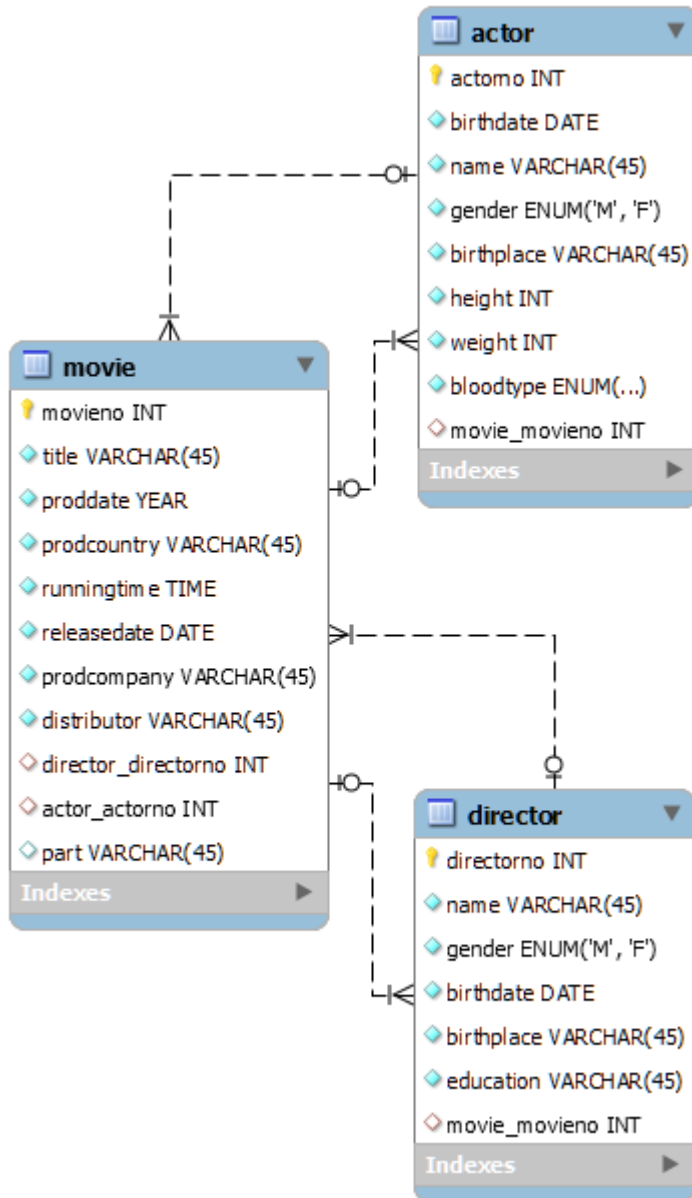 actor
actorno INT
birthdate DATE
name VARCHAR(45)
gender ENUM('M', 'F')
birthplace VARCHAR(45)
height INT
weight INT
bloodtype ENUM(...)
movie_movieno INT
Indexes
movie
movieno INT
title VARCHAR(45)
proddate YEAR
prodcountry VARCHAR(45)
runningtime TIME
releasedate DATE
prodcompany VARCHAR(45)
distributor VARCHAR(45)
director_directorno INT
actor_actorno INT
part VARCHAR(45)
Indexes
director
directorno INT
name VARCHAR(45)
gender ENUM('M', 'F')
birthdate DATE
birthplace VARCHAR(45)
education VARCHAR(45)
movie_movieno INT
Indexes